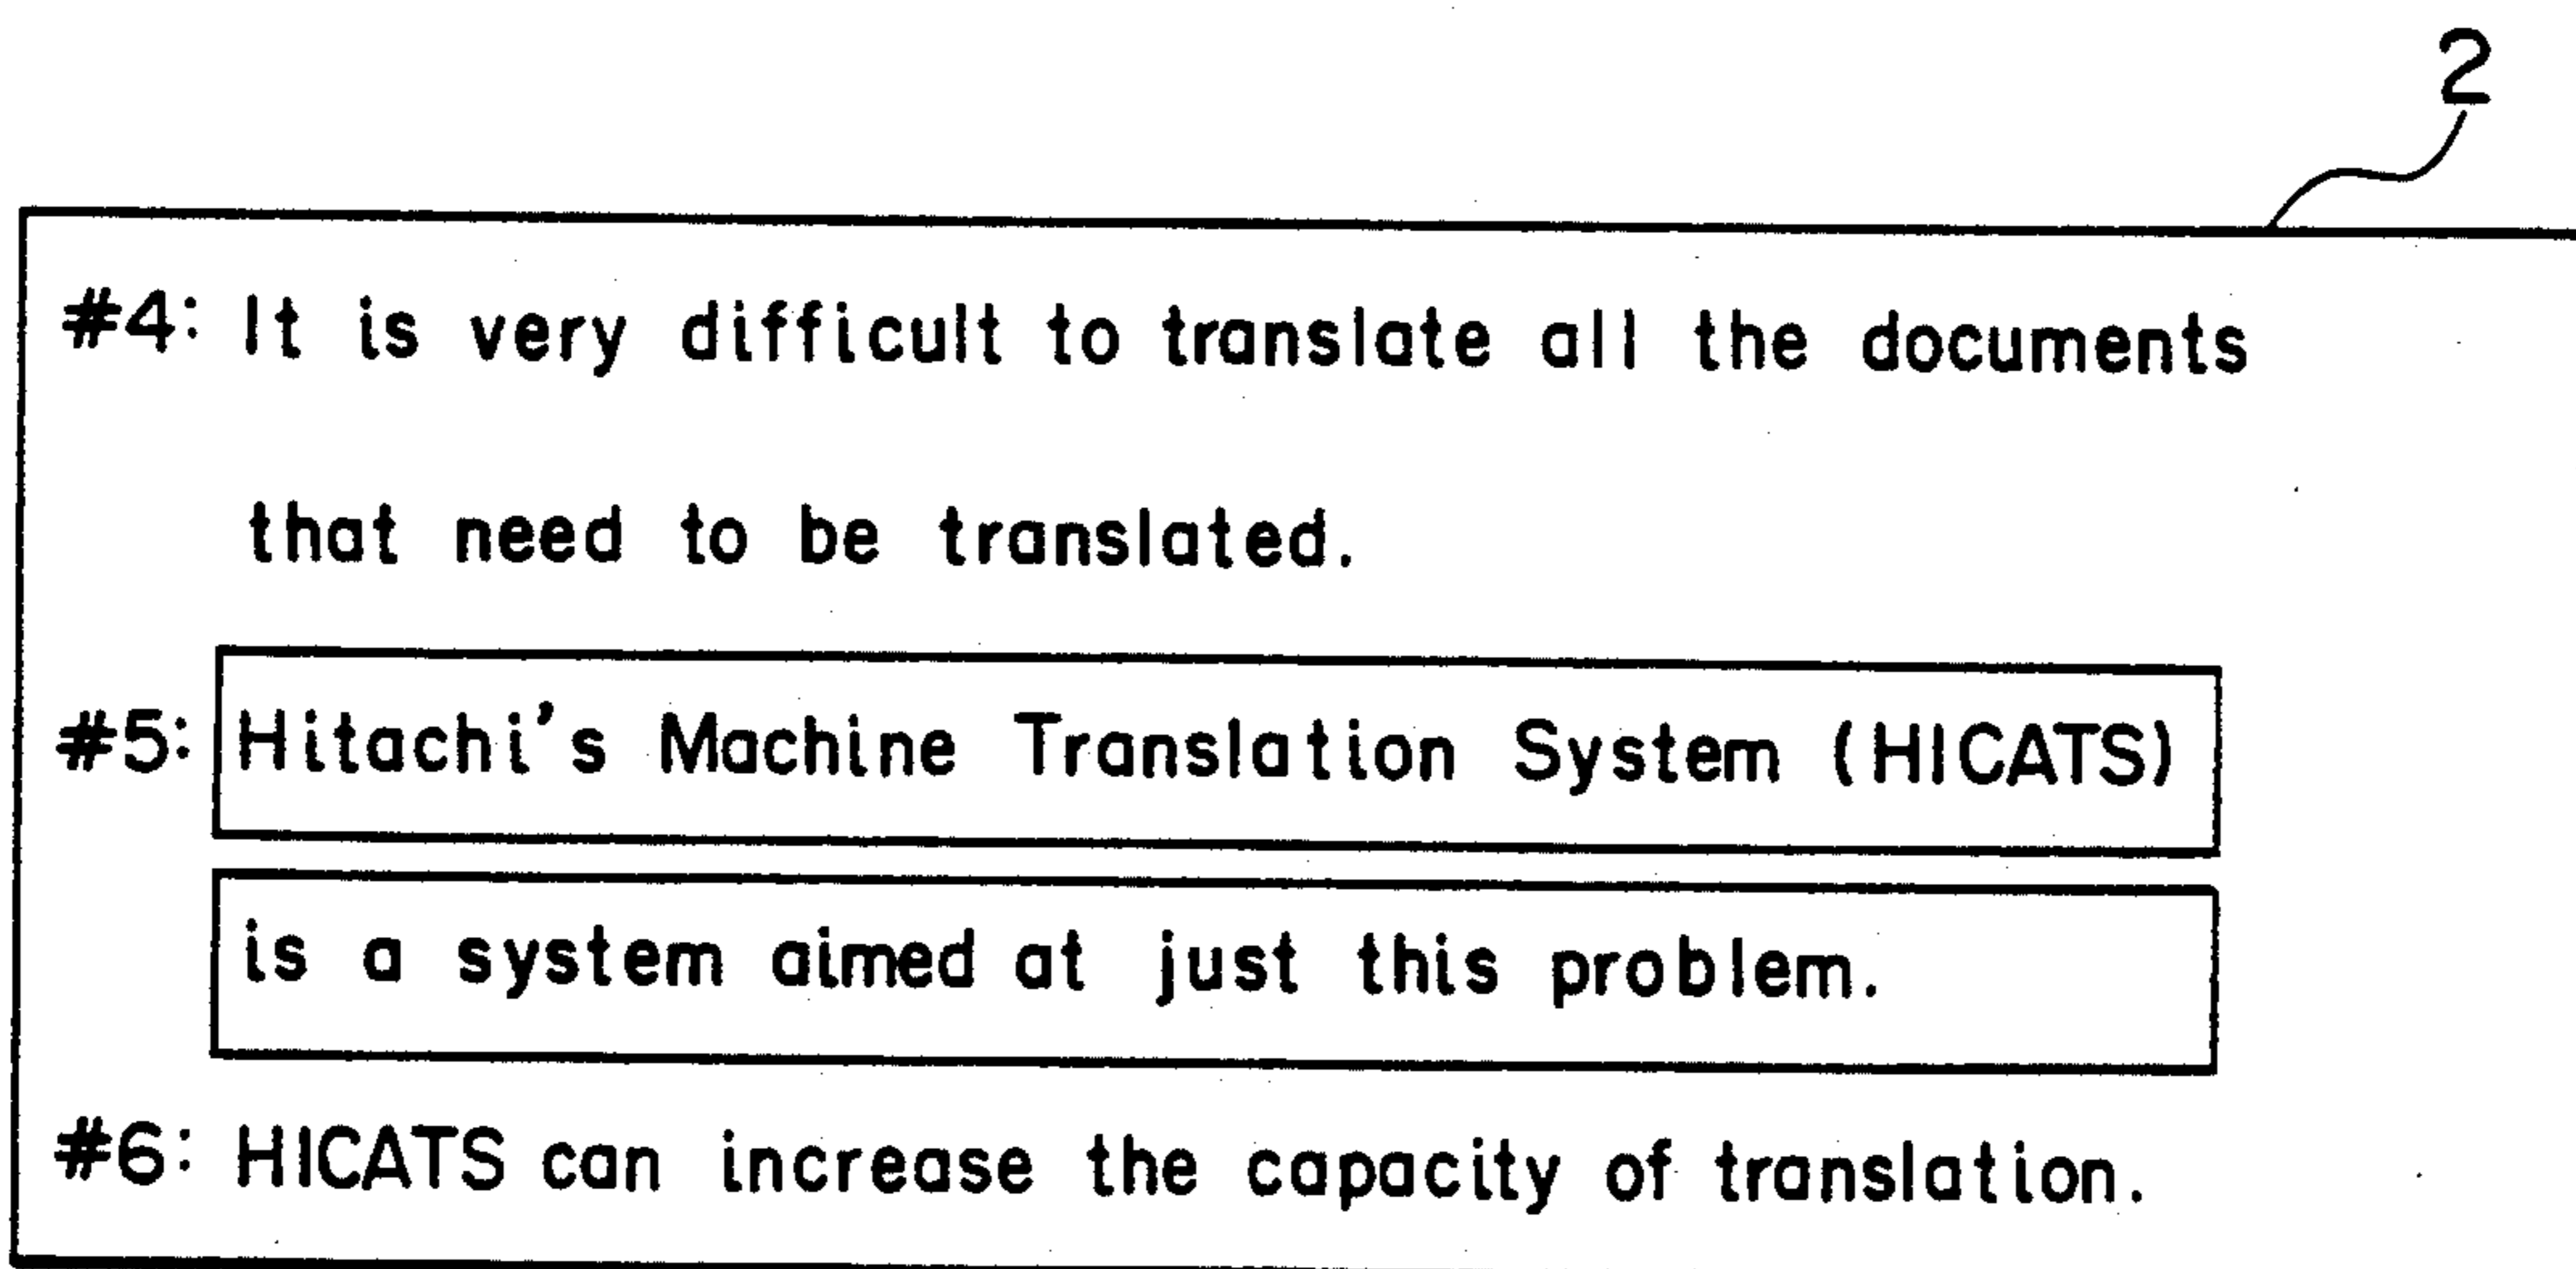 2
#4: It is very difficult to translate all the documents
that need to be translated.
#5: Hitachi's Machine Translation System (HICATS)
is a system aimed at just this problem.
#6: HICATS can increase the capacity of translation.